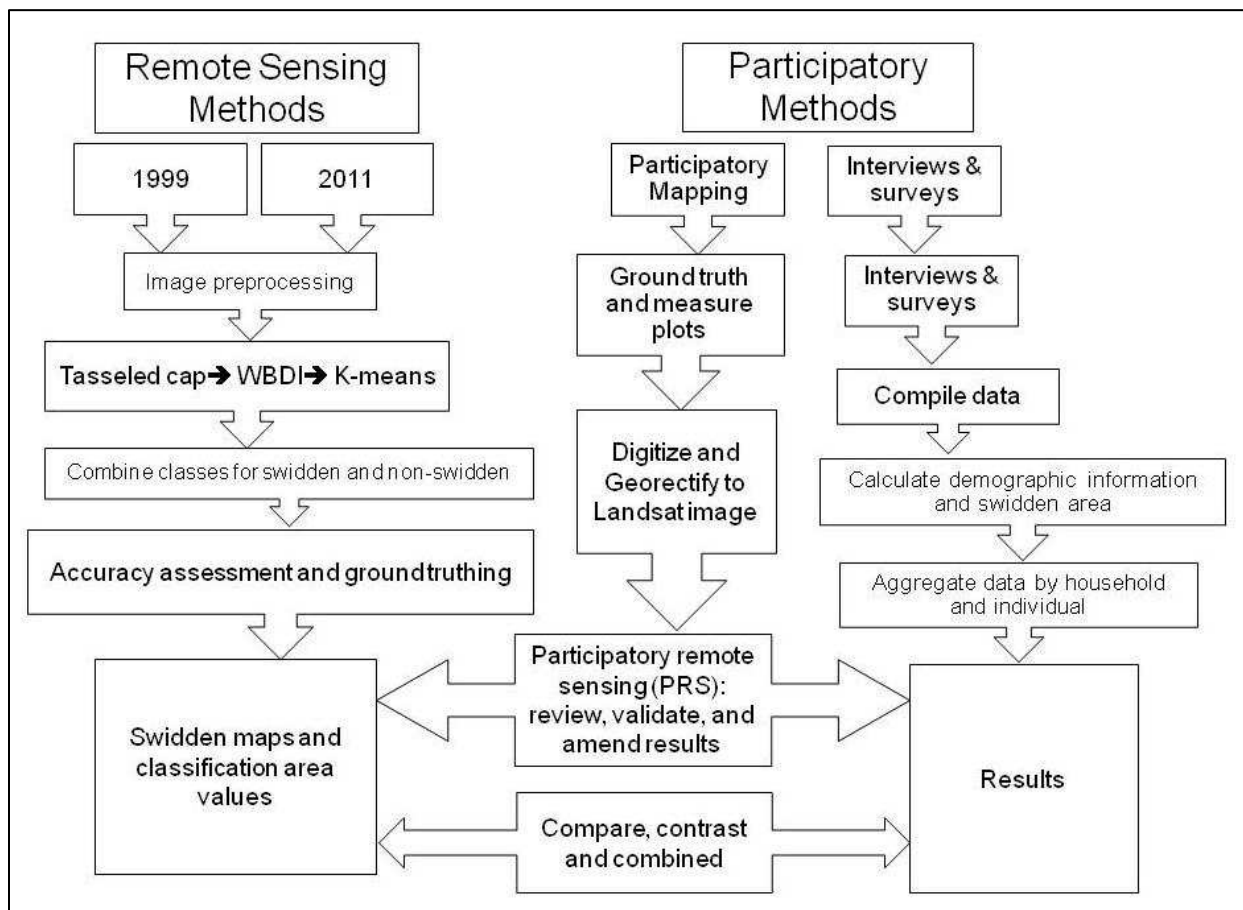 Remote Sensing
Methods
1999
2011
Image preprocessing
Tasseled cap➔ WBDI➔ K-means
Combine classes for swidden and non-swidden
Accuracy assessment and ground truthing
Swidden maps and
classification area
values
Participatory
Methods
Participatory
Mapping
Ground truth
and measure
plots
Digitize and
Georectify to
Landsat image
Participatory remote
sensing (PRS):
review, validate, and
amend results
Compare, contrast
and combined
Interviews &
surveys
Interviews &
surveys
Compile data
Calculate demographic information
and swidden area
Aggregate data by household
and individual
Results